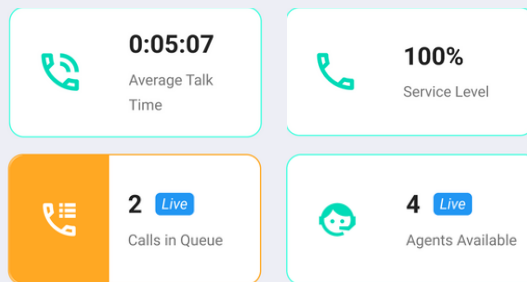 0:05:07
Average Talk
Time
100%
Service Level
2 Live
Calls in Queue
4 Live
Agents Available